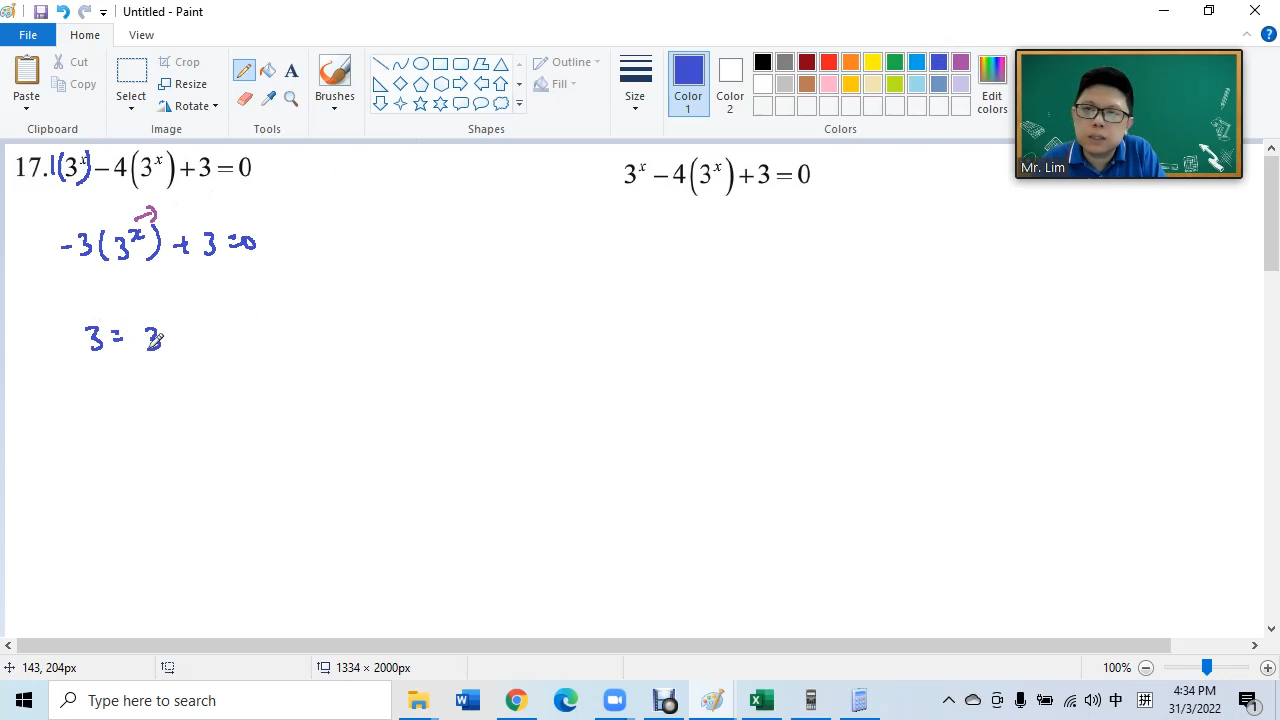 Untitled - Paint
File Home View
Paste
Cut
Copy
Clipboard
Select
Crop
Resize
Rotate
Image
A
Tools
Brushes
Outline
Fill
Shapes
Size
Color 1
Color 2
Edit colors
Colors
Mr. Lim
17. 1(3^x) − 4(3^x) + 3 = 0
3^x − 4(3^x) + 3 = 0
-3(3^x) + 3 = 0
3 = 3
143, 204px
1334 × 2000px
100%
Type here to search
中
拼
4:34 PM
31/3/2022
1